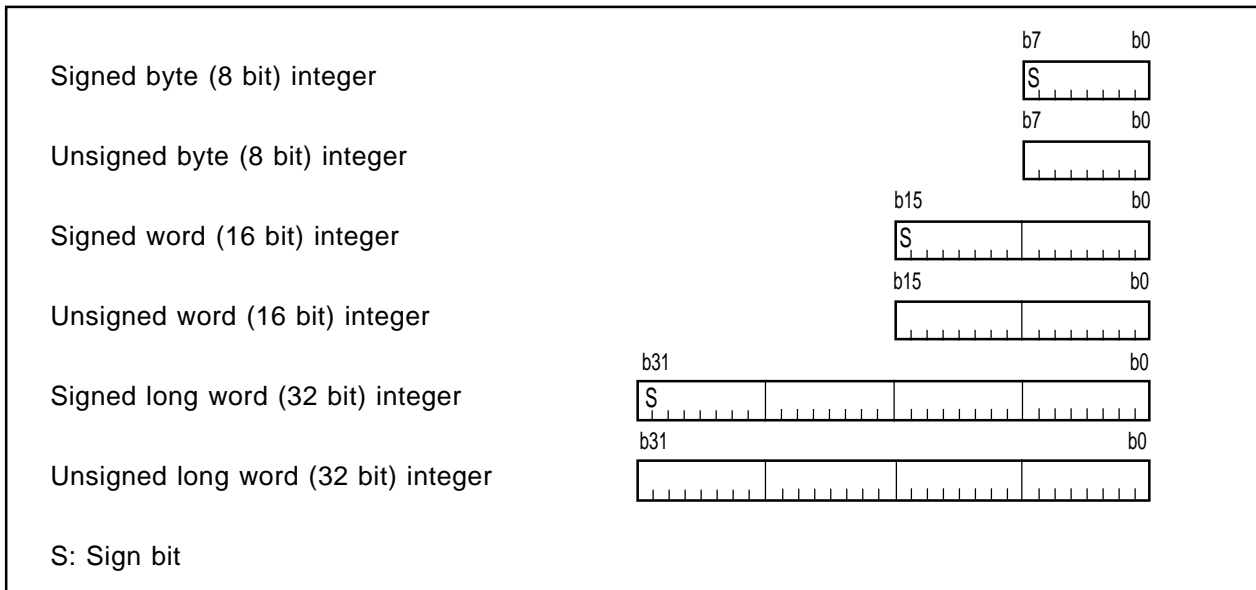 b7 b0
Signed byte (8 bit) integer S
b7 b0
Unsigned byte (8 bit) integer
b15 b0
Signed word (16 bit) integer S
b15 b0
Unsigned word (16 bit) integer
b31 b0
Signed long word (32 bit) integer S
b31 b0
Unsigned long word (32 bit) integer
S: Sign bit